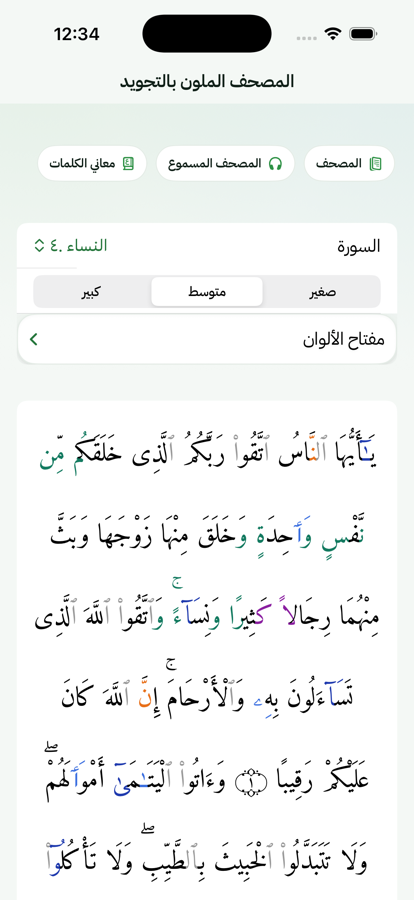 12:34
المصحف الملون بالتجويد
المصحف
المصحف المسموع
معاني الكلمات
السورة
٤. النساء
صغير
متوسط
كبير
مفتاح الألوان
يَـٰٓأَيُّهَا ٱلنَّاسُ ٱتَّقُوا۟ رَبَّكُمُ ٱلَّذِى خَلَقَكُم مِّن
نَّفْسٍ وَٰحِدَةٍ وَخَلَقَ مِنْهَا زَوْجَهَا وَبَثَّ
مِنْهُمَا رِجَالًا كَثِيرًا وَنِسَآءً ۚ وَٱتَّقُوا۟ ٱللَّهَ ٱلَّذِى
تَسَآءَلُونَ بِهِۦ وَٱلْأَرْحَامَ ۚ إِنَّ ٱللَّهَ كَانَ
عَلَيْكُمْ رَقِيبًا ۝١ وَءَاتُوا۟ ٱلْيَتَـٰمَىٰٓ أَمْوَٰلَهُمْ ۖ
وَلَا تَتَبَدَّلُوا۟ ٱلْخَبِيثَ بِٱلطَّيِّبِ ۖ وَلَا تَأْكُلُوٓا۟